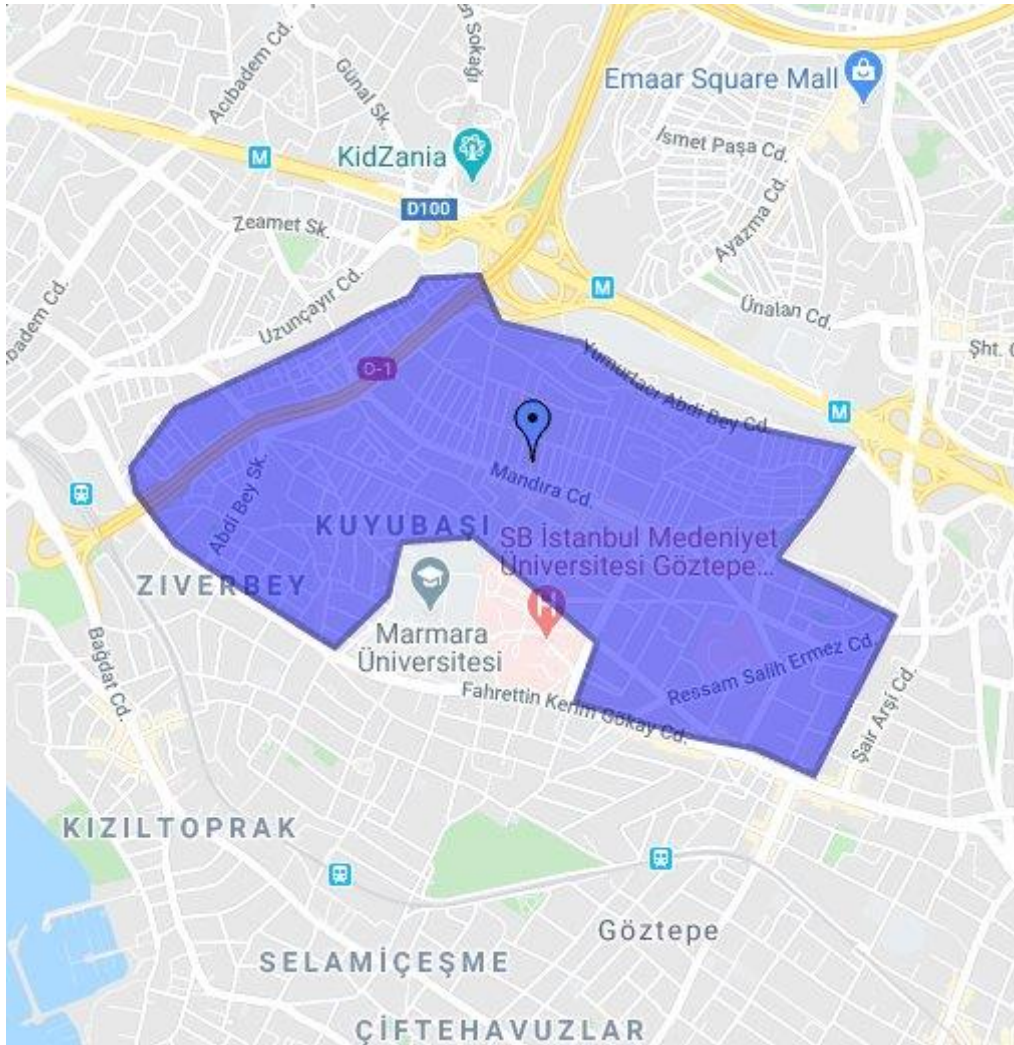 Acıbadem Cd.
Günal Sk.
n Sokağı
Emaar Square Mall
İsmet Paşa Cd.
KidZania
M
D100
Zeamet Sk.
Ayazma Cd.
M
Uzunçayır Cd.
Ünalan Cd.
ıbadem Cd.
Şht. 
Yumurtacı Abdi Bey Cd.
O-1
M
Mandıra Cd.
Abdi Bey Sk.
KUYUBAŞI
SB İstanbul Medeniyet
Üniversitesi Göztepe...
ZIVERBEY
H
Marmara
Üniversitesi
Bağdat Cd.
Ressam Salih Ermez Cd.
Fahrettin Kerim Gökay Cd.
Şair Arşi Cd.
KIZILTOPRAK
Göztepe
SELAMİÇEŞME
ÇİFTEHAVUZLAR